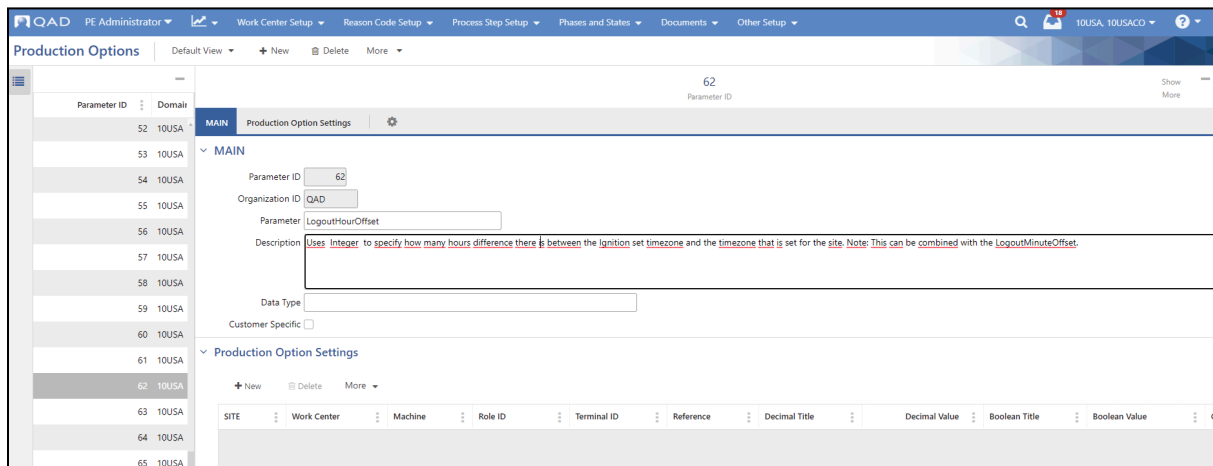 QAD PE Administrator Work Center Setup Reason Code Setup Process Step Setup Phases and States Documents Other Setup 18 10USA, 10USACO ?
Production Options Default View + New Delete More
62
Parameter ID
Show
More
Parameter ID Domain
52 10USA
53 10USA
54 10USA
55 10USA
56 10USA
57 10USA
58 10USA
59 10USA
60 10USA
61 10USA
62 10USA
63 10USA
64 10USA
65 10USA
MAIN Production Option Settings
MAIN
Parameter ID 62
Organization ID QAD
Parameter LogoutHourOffset
Description Uses Integer to specify how many hours difference there is between the Ignition set timezone and the timezone that is set for the site. Note: This can be combined with the LogoutMinuteOffset.
Data Type
Customer Specific
Production Option Settings
+ New Delete More
SITE Work Center Machine Role ID Terminal ID Reference Decimal Title Decimal Value Boolean Title Boolean Value